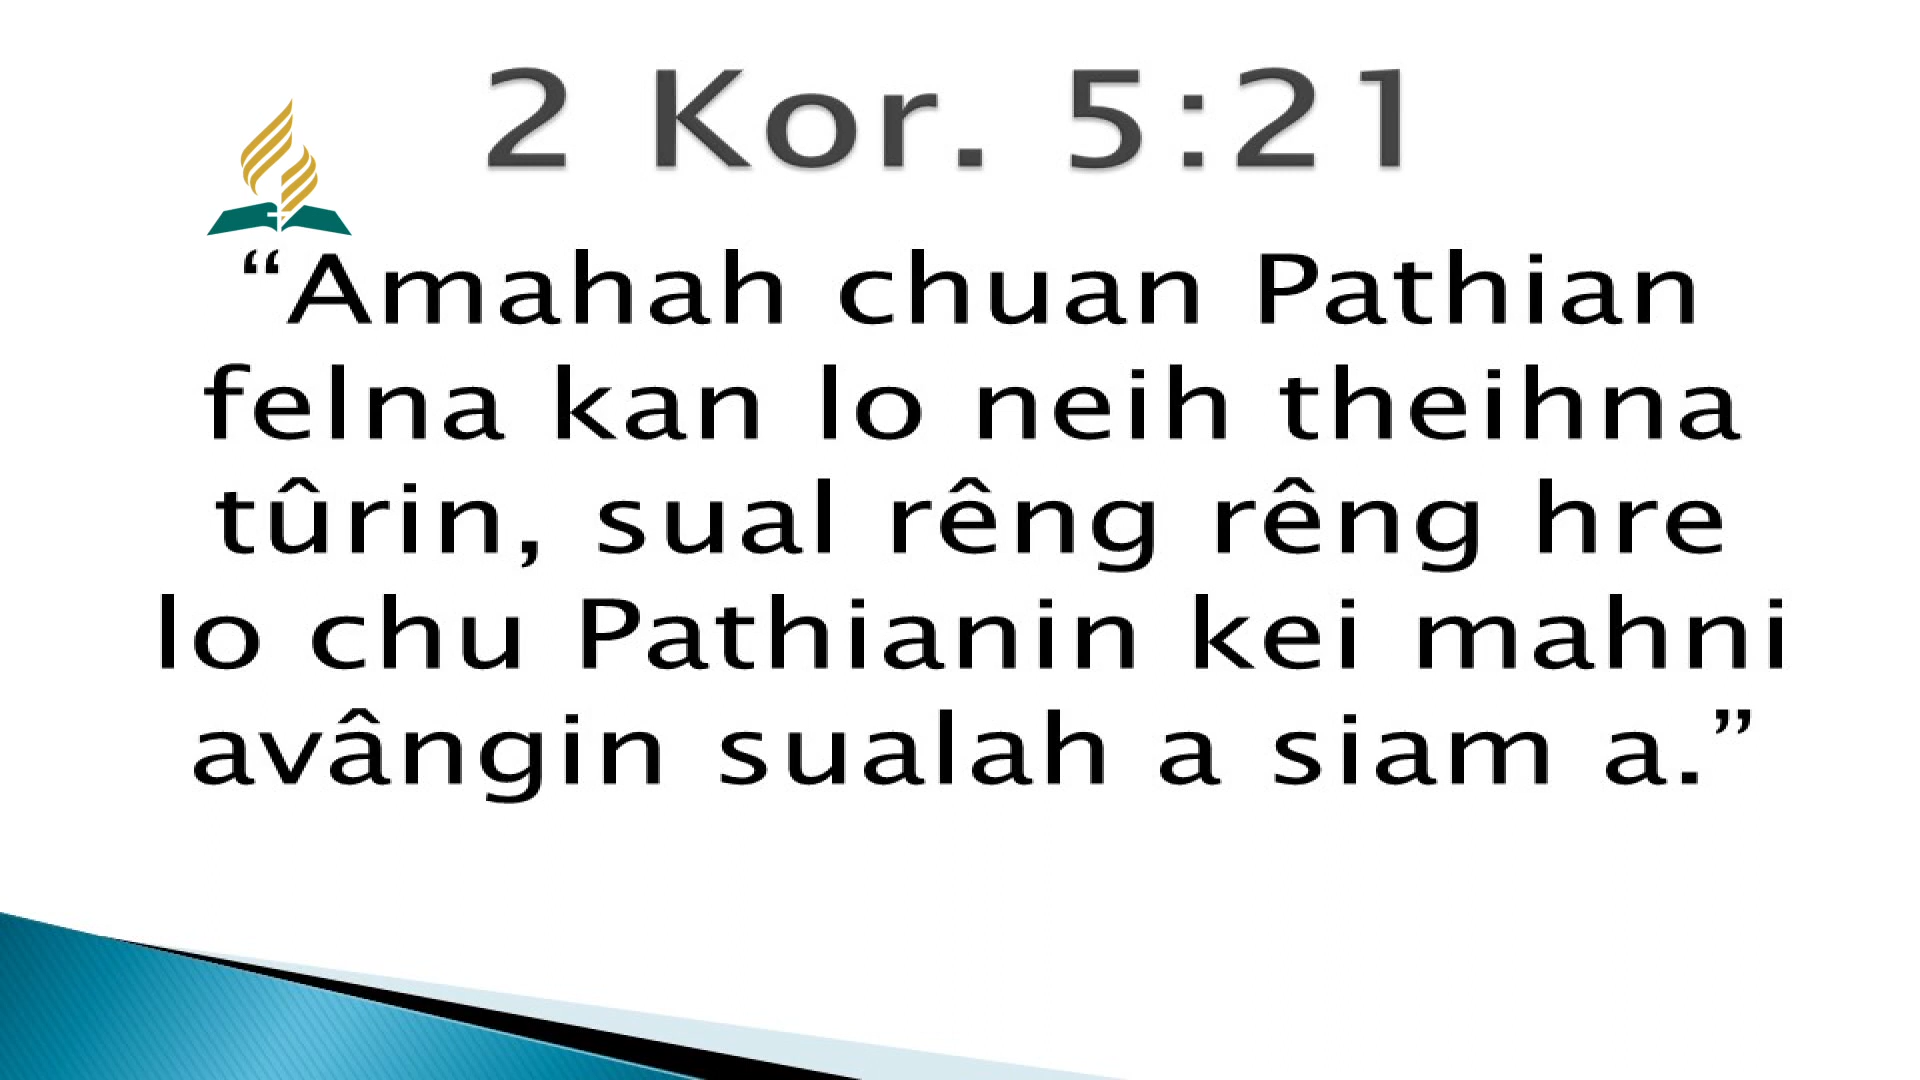 2 Kor. 5:21
“Amahah chuan Pathian
felna kan lo neih theihna
tûrin, sual rêng rêng hre
lo chu Pathianin kei mahni
avângin sualah a siam a.”